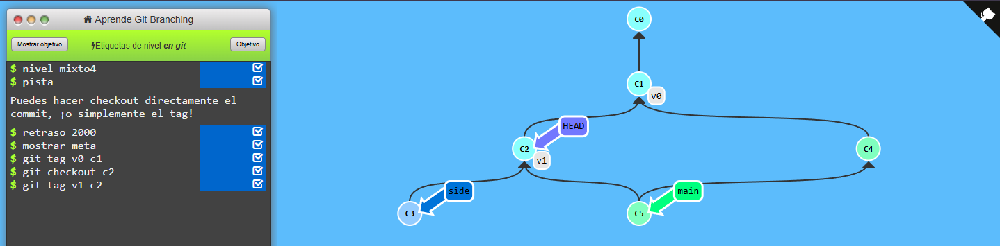 Aprende Git Branching
Mostrar objetivo
Etiquetas de nivel en git
Objetivo
$ nivel mixto4
$ pista
Puedes hacer checkout directamente el
commit, ¡o simplemente el tag!
$ retraso 2000
$ mostrar meta
$ git tag v0 c1
$ git checkout c2
$ git tag v1 c2
C0
C1
v0
HEAD
C2
v1
C4
side
main
C3
C5